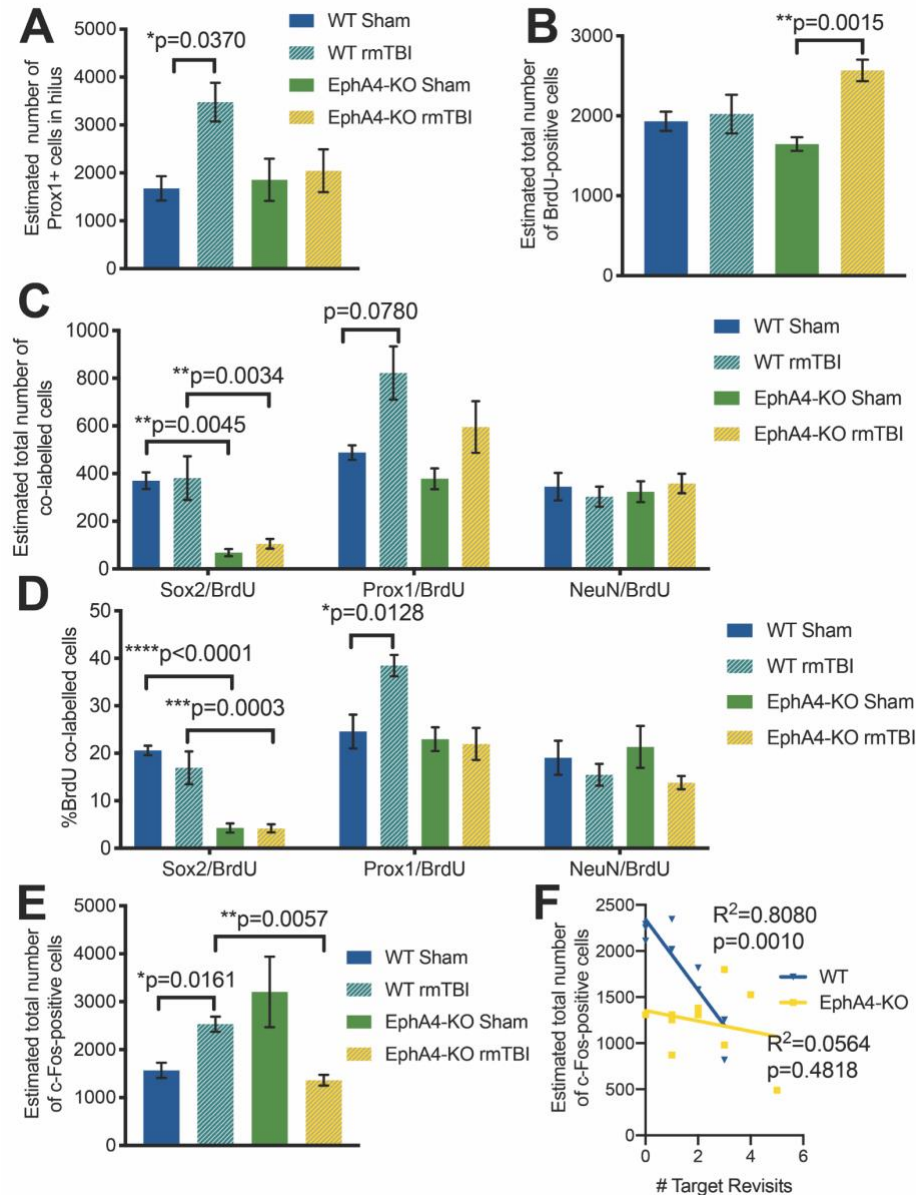 A
Estimated number of
Prox1+ cells in hilus
5000
4000
3000
2000
1000
0
*p=0.0370
WT Sham
WT rmTBI
EphA4-KO Sham
EphA4-KO rmTBI
B
Estimated total number
of BrdU-positive cells
3000
2000
1000
0
**p=0.0015
C
Estimated total number of
co-labelled cells
1000
800
600
400
200
0
**p=0.0045
**p=0.0034
p=0.0780
Sox2/BrdU
Prox1/BrdU
NeuN/BrdU
WT Sham
WT rmTBI
EphA4-KO Sham
EphA4-KO rmTBI
D
%BrdU co-labelled cells
50
40
30
20
10
0
****p<0.0001
***p=0.0003
*p=0.0128
Sox2/BrdU
Prox1/BrdU
NeuN/BrdU
WT Sham
WT rmTBI
EphA4-KO Sham
EphA4-KO rmTBI
E
Estimated total number
of c-Fos-positive cells
5000
4000
3000
2000
1000
0
*p=0.0161
**p=0.0057
WT Sham
WT rmTBI
EphA4-KO Sham
EphA4-KO rmTBI
F
Estimated total number
of c-Fos-positive cells
2500
2000
1500
1000
500
0
R²=0.8080
p=0.0010
WT
EphA4-KO
R²=0.0564
p=0.4818
0
2
4
6
# Target Revisits